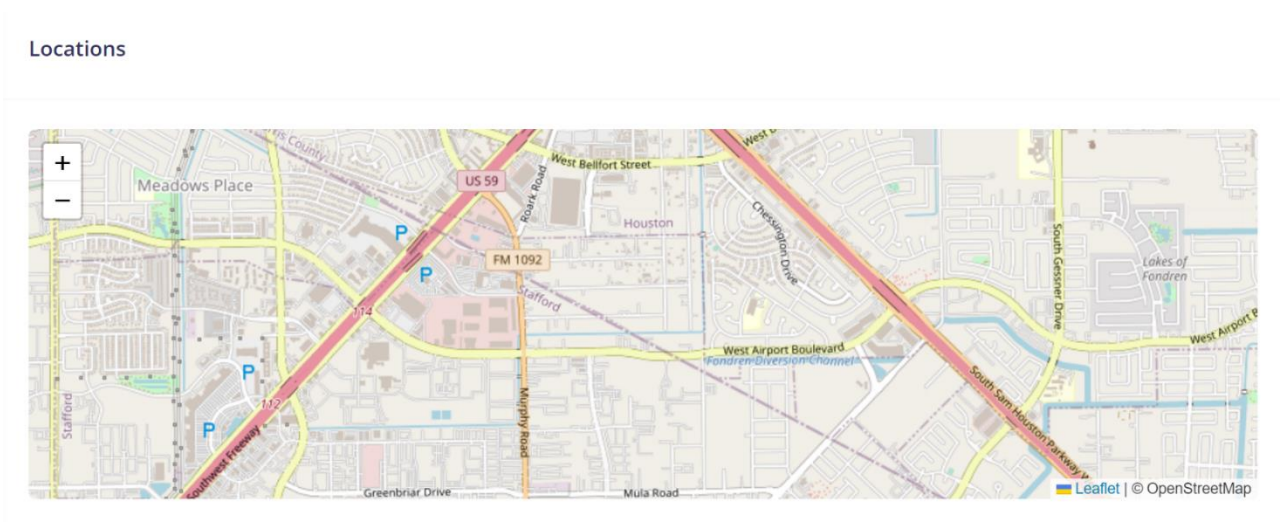 Locations
+
−
Meadows Place
US 59
Roark Road
West Bellfort Street
Houston
Chessington Drive
FM 1092
Stafford
114
South Gessner Drive
Lakes of
Fondren
West Airport Boulevard
Fondren Diversion Channel
P
P
P
P
112
Stafford
Southwest Freeway
Murphy Road
South Sam Houston Parkway W
Greenbriar Drive
Mula Road
Leaflet | © OpenStreetMap